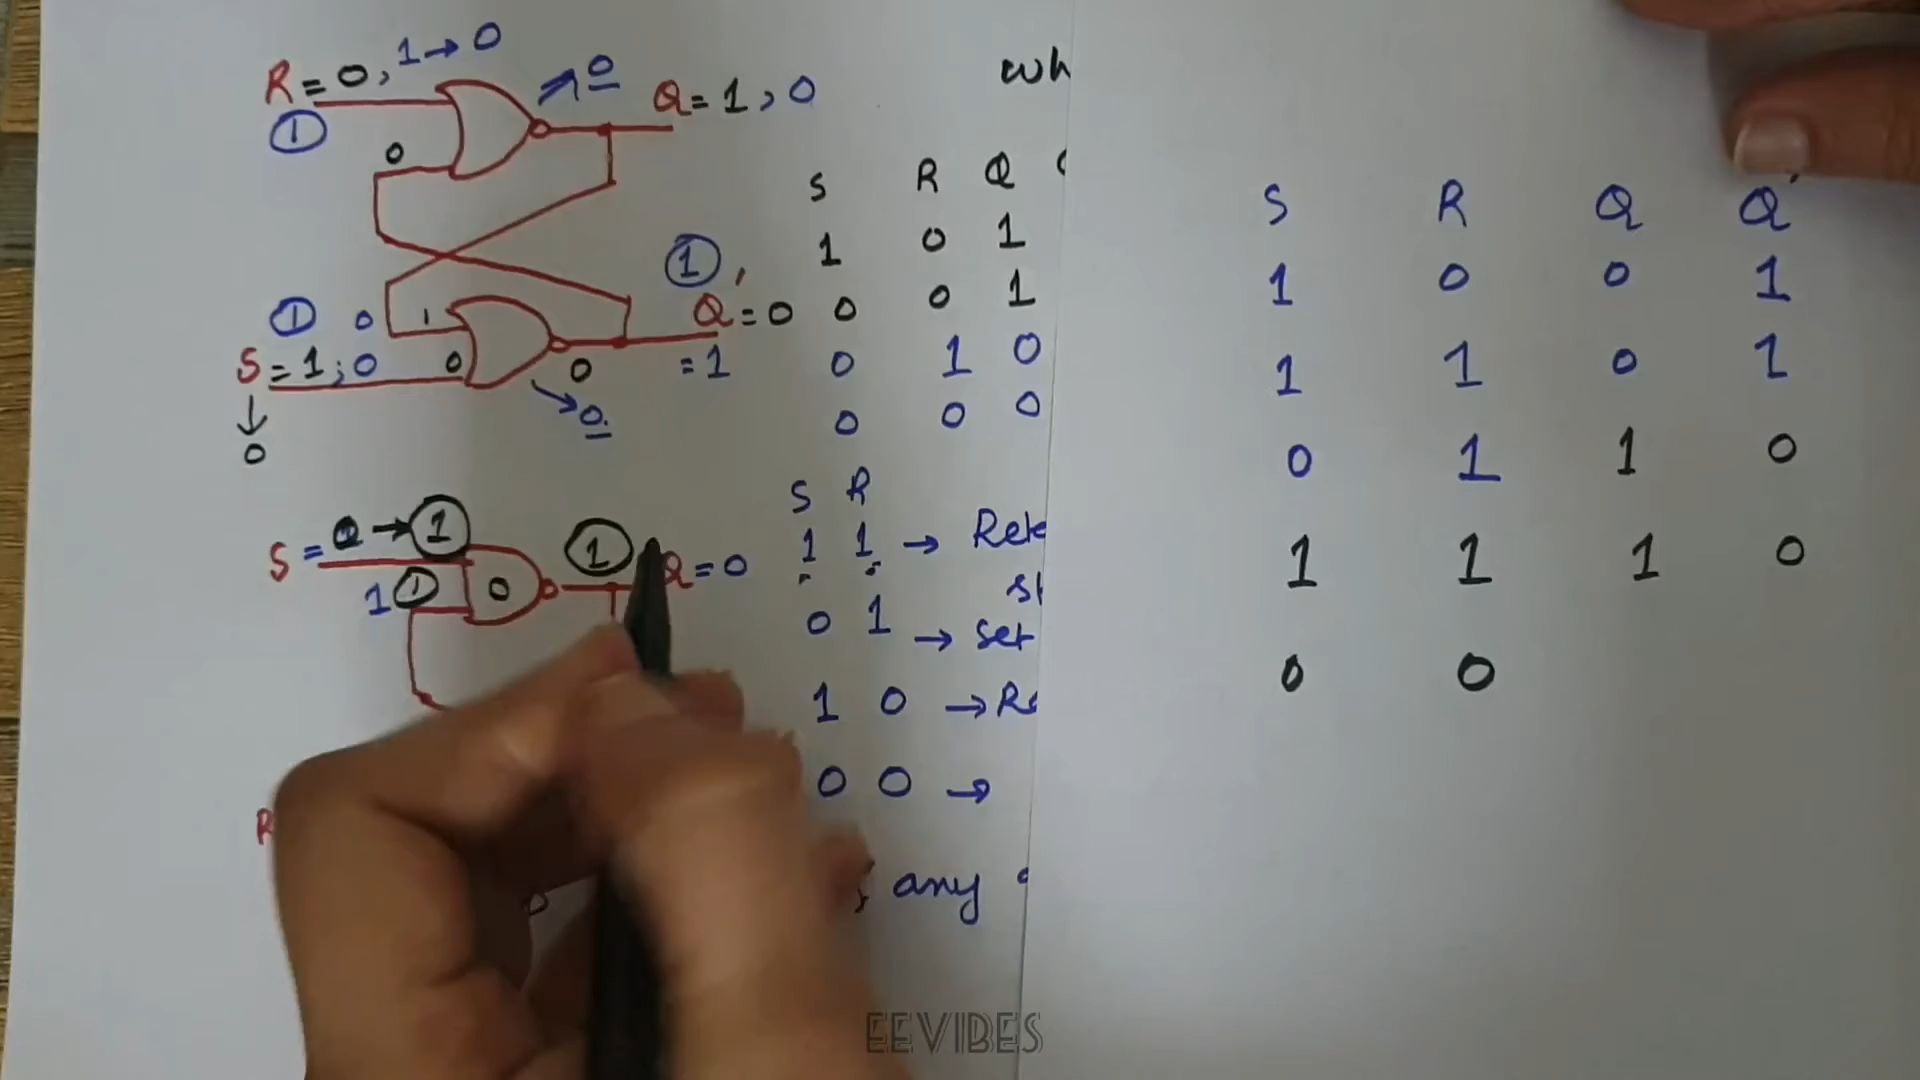 R = 0, 1 → 0
1
0
0
Q = 1, 0
1
0
1
0
S = 1; 0
↓
0
0
0
1
Q' = 0
= 1
wh
S R Q
1 0 1
0 0 1
0 1 0
0 0 0
S = 0 → 1
1 1
0
1
Q = 0
R
S R
1 1 → Rete
st
0 1 → Set
1 0 → Re
0 0 →
any
S R Q Q'
1 0 0 1
1 1 0 1
0 1 1 0
1 1 1 0
0 0
EEVIBES